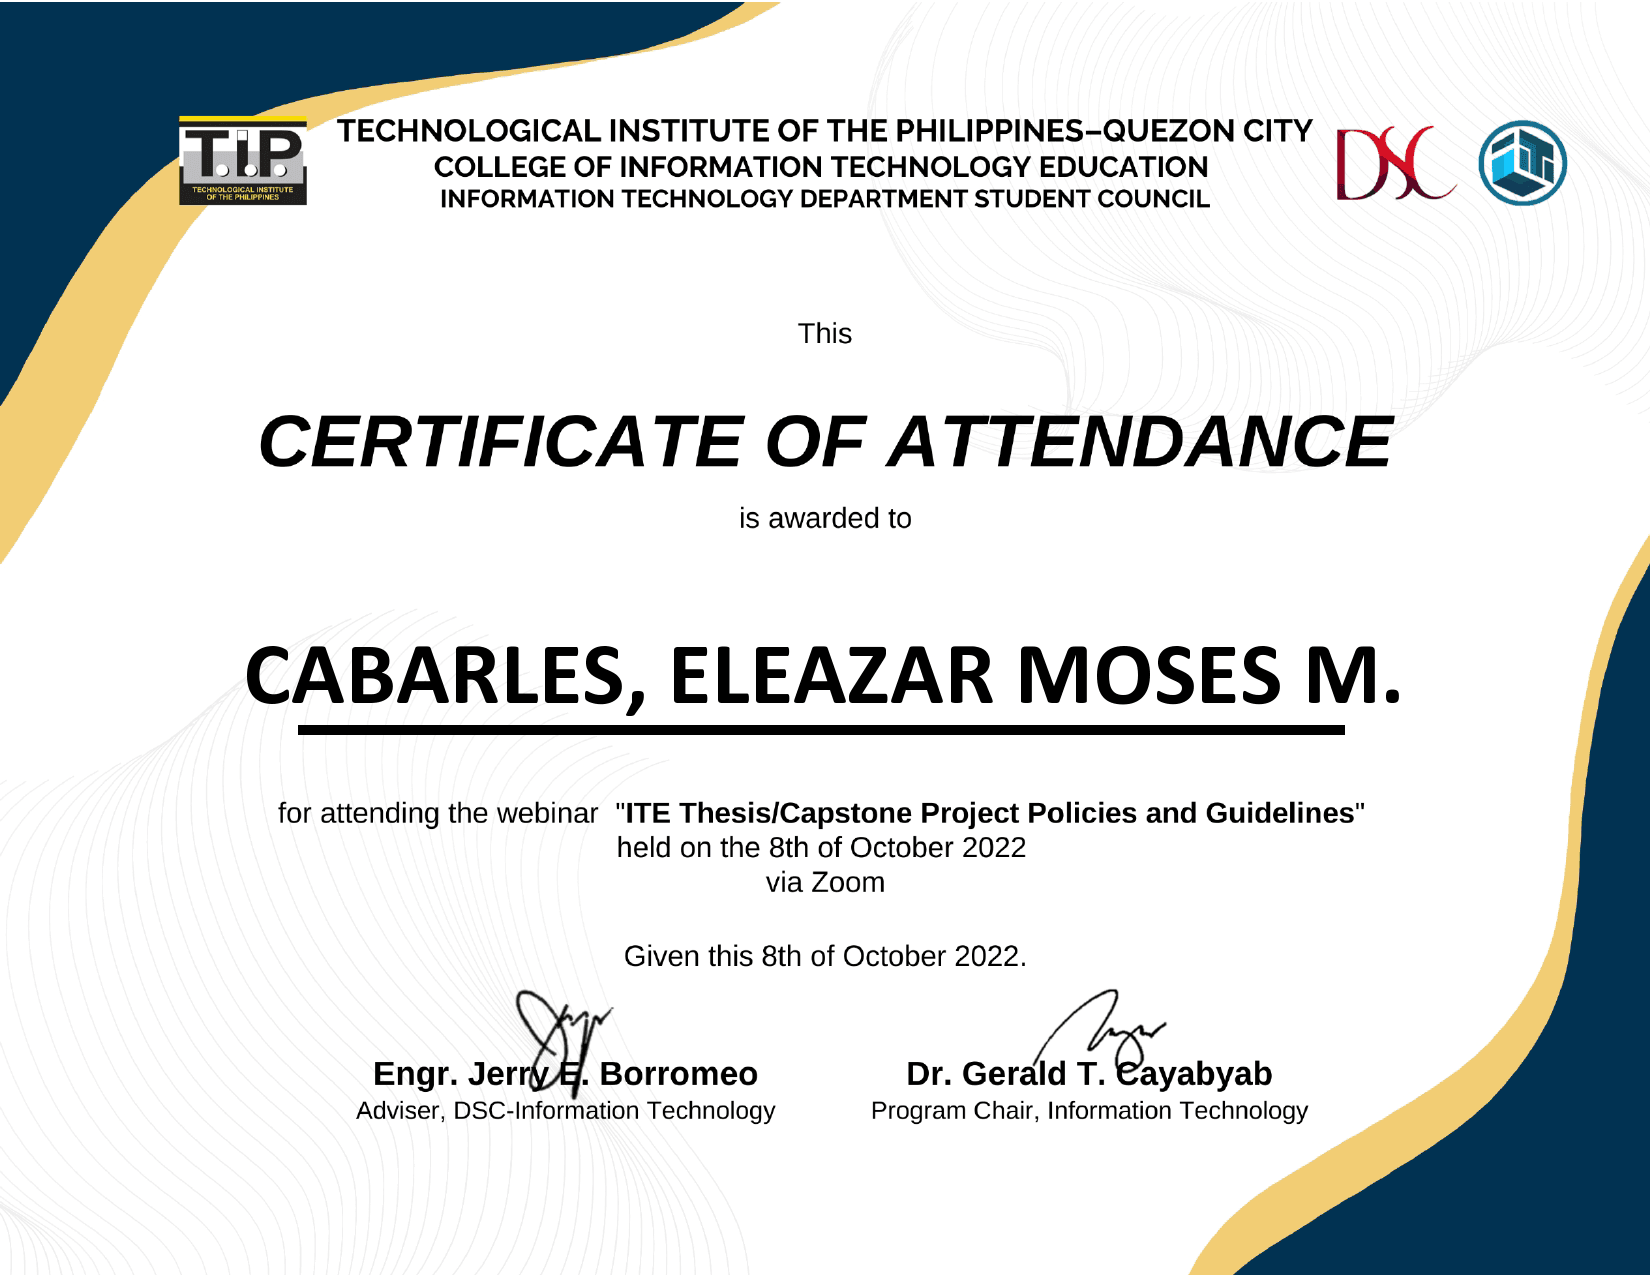 T.i.P
TECHNOLOGICAL INSTITUTE
OF THE PHILIPPINES
TECHNOLOGICAL INSTITUTE OF THE PHILIPPINES–QUEZON CITY
COLLEGE OF INFORMATION TECHNOLOGY EDUCATION
INFORMATION TECHNOLOGY DEPARTMENT STUDENT COUNCIL
DSC
This
CERTIFICATE OF ATTENDANCE
is awarded to
CABARLES, ELEAZAR MOSES M.
for attending the webinar "ITE Thesis/Capstone Project Policies and Guidelines"
held on the 8th of October 2022
via Zoom
Given this 8th of October 2022.
Engr. Jerry E. Borromeo
Adviser, DSC-Information Technology
Dr. Gerald T. Cayabyab
Program Chair, Information Technology